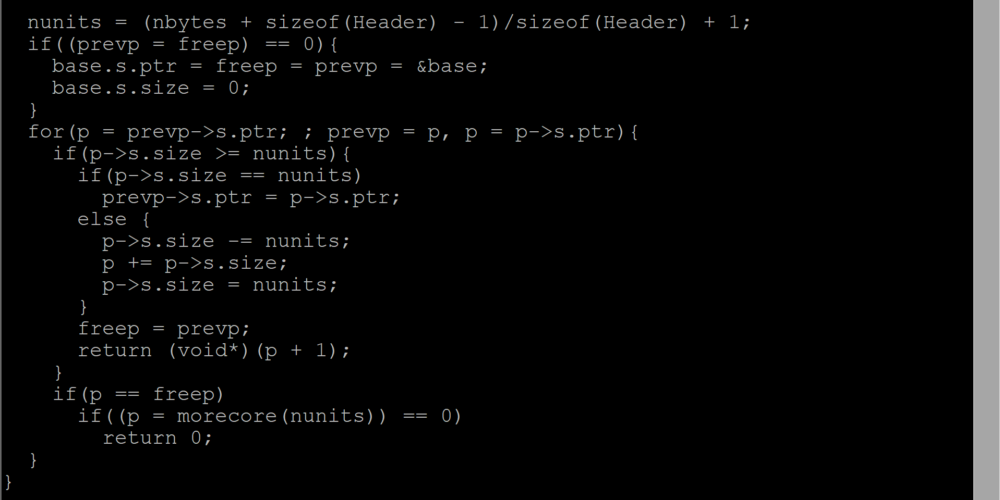 nunits = (nbytes + sizeof(Header) - 1)/sizeof(Header) + 1;
if((prevp = freep) == 0){
base.s.ptr = freep = prevp = &base;
base.s.size = 0;
}
for(p = prevp->s.ptr; ; prevp = p, p = p->s.ptr){
if(p->s.size >= nunits){
if(p->s.size == nunits)
prevp->s.ptr = p->s.ptr;
else {
p->s.size -= nunits;
p += p->s.size;
p->s.size = nunits;
}
freep = prevp;
return (void*)(p + 1);
}
if(p == freep)
if((p = morecore(nunits)) == 0)
return 0;
}
}